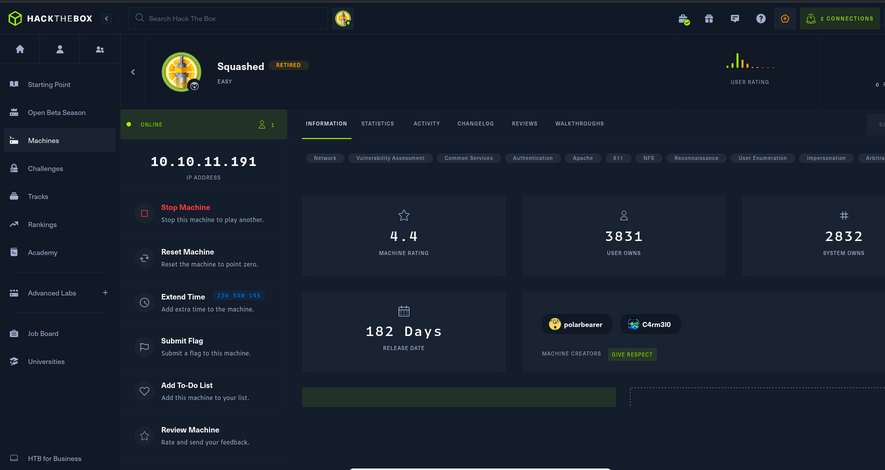 HACKTHEBOX
Search Hack The Box
2 CONNECTIONS
Starting Point
Open Beta Season
Machines
Challenges
Tracks
Rankings
Academy
Advanced Labs
+
Job Board
Universities
HTB for Business
Squashed RETIRED
EASY
USER RATING
0
ONLINE 1
10.10.11.191
IP ADDRESS
Stop Machine
Stop this machine to play another.
Reset Machine
Reset the machine to point zero.
Extend Time
Add extra time to the machine.
Submit Flag
Submit a flag to this machine.
Add To-Do List
Add this machine to your list.
Review Machine
Rate and send your feedback.
INFORMATION STATISTICS ACTIVITY CHANGELOG REVIEWS WALKTHROUGHS
Network Vulnerability Assessment Common Services Authentication Apache X11 NFS Reconnaissance User Enumeration Impersonation Arbitra
4.4
MACHINE RATING
3831
USER OWNS
2832
SYSTEM OWNS
182 Days
RELEASE DATE
polarbearer C4rm3l0
MACHINE CREATORS GIVE RESPECT